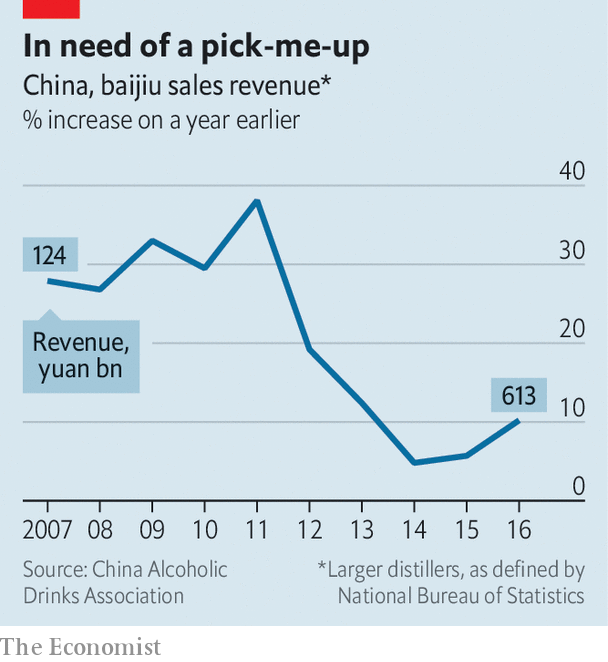 In need of a pick-me-up
China, baijiu sales revenue*
% increase on a year earlier
40
124
30
Revenue,
yuan bn
20
613
10
0
2007 08 09 10 11 12 13 14 15 16
Source: China Alcoholic
Drinks Association
*Larger distillers, as defined by
National Bureau of Statistics
The Economist